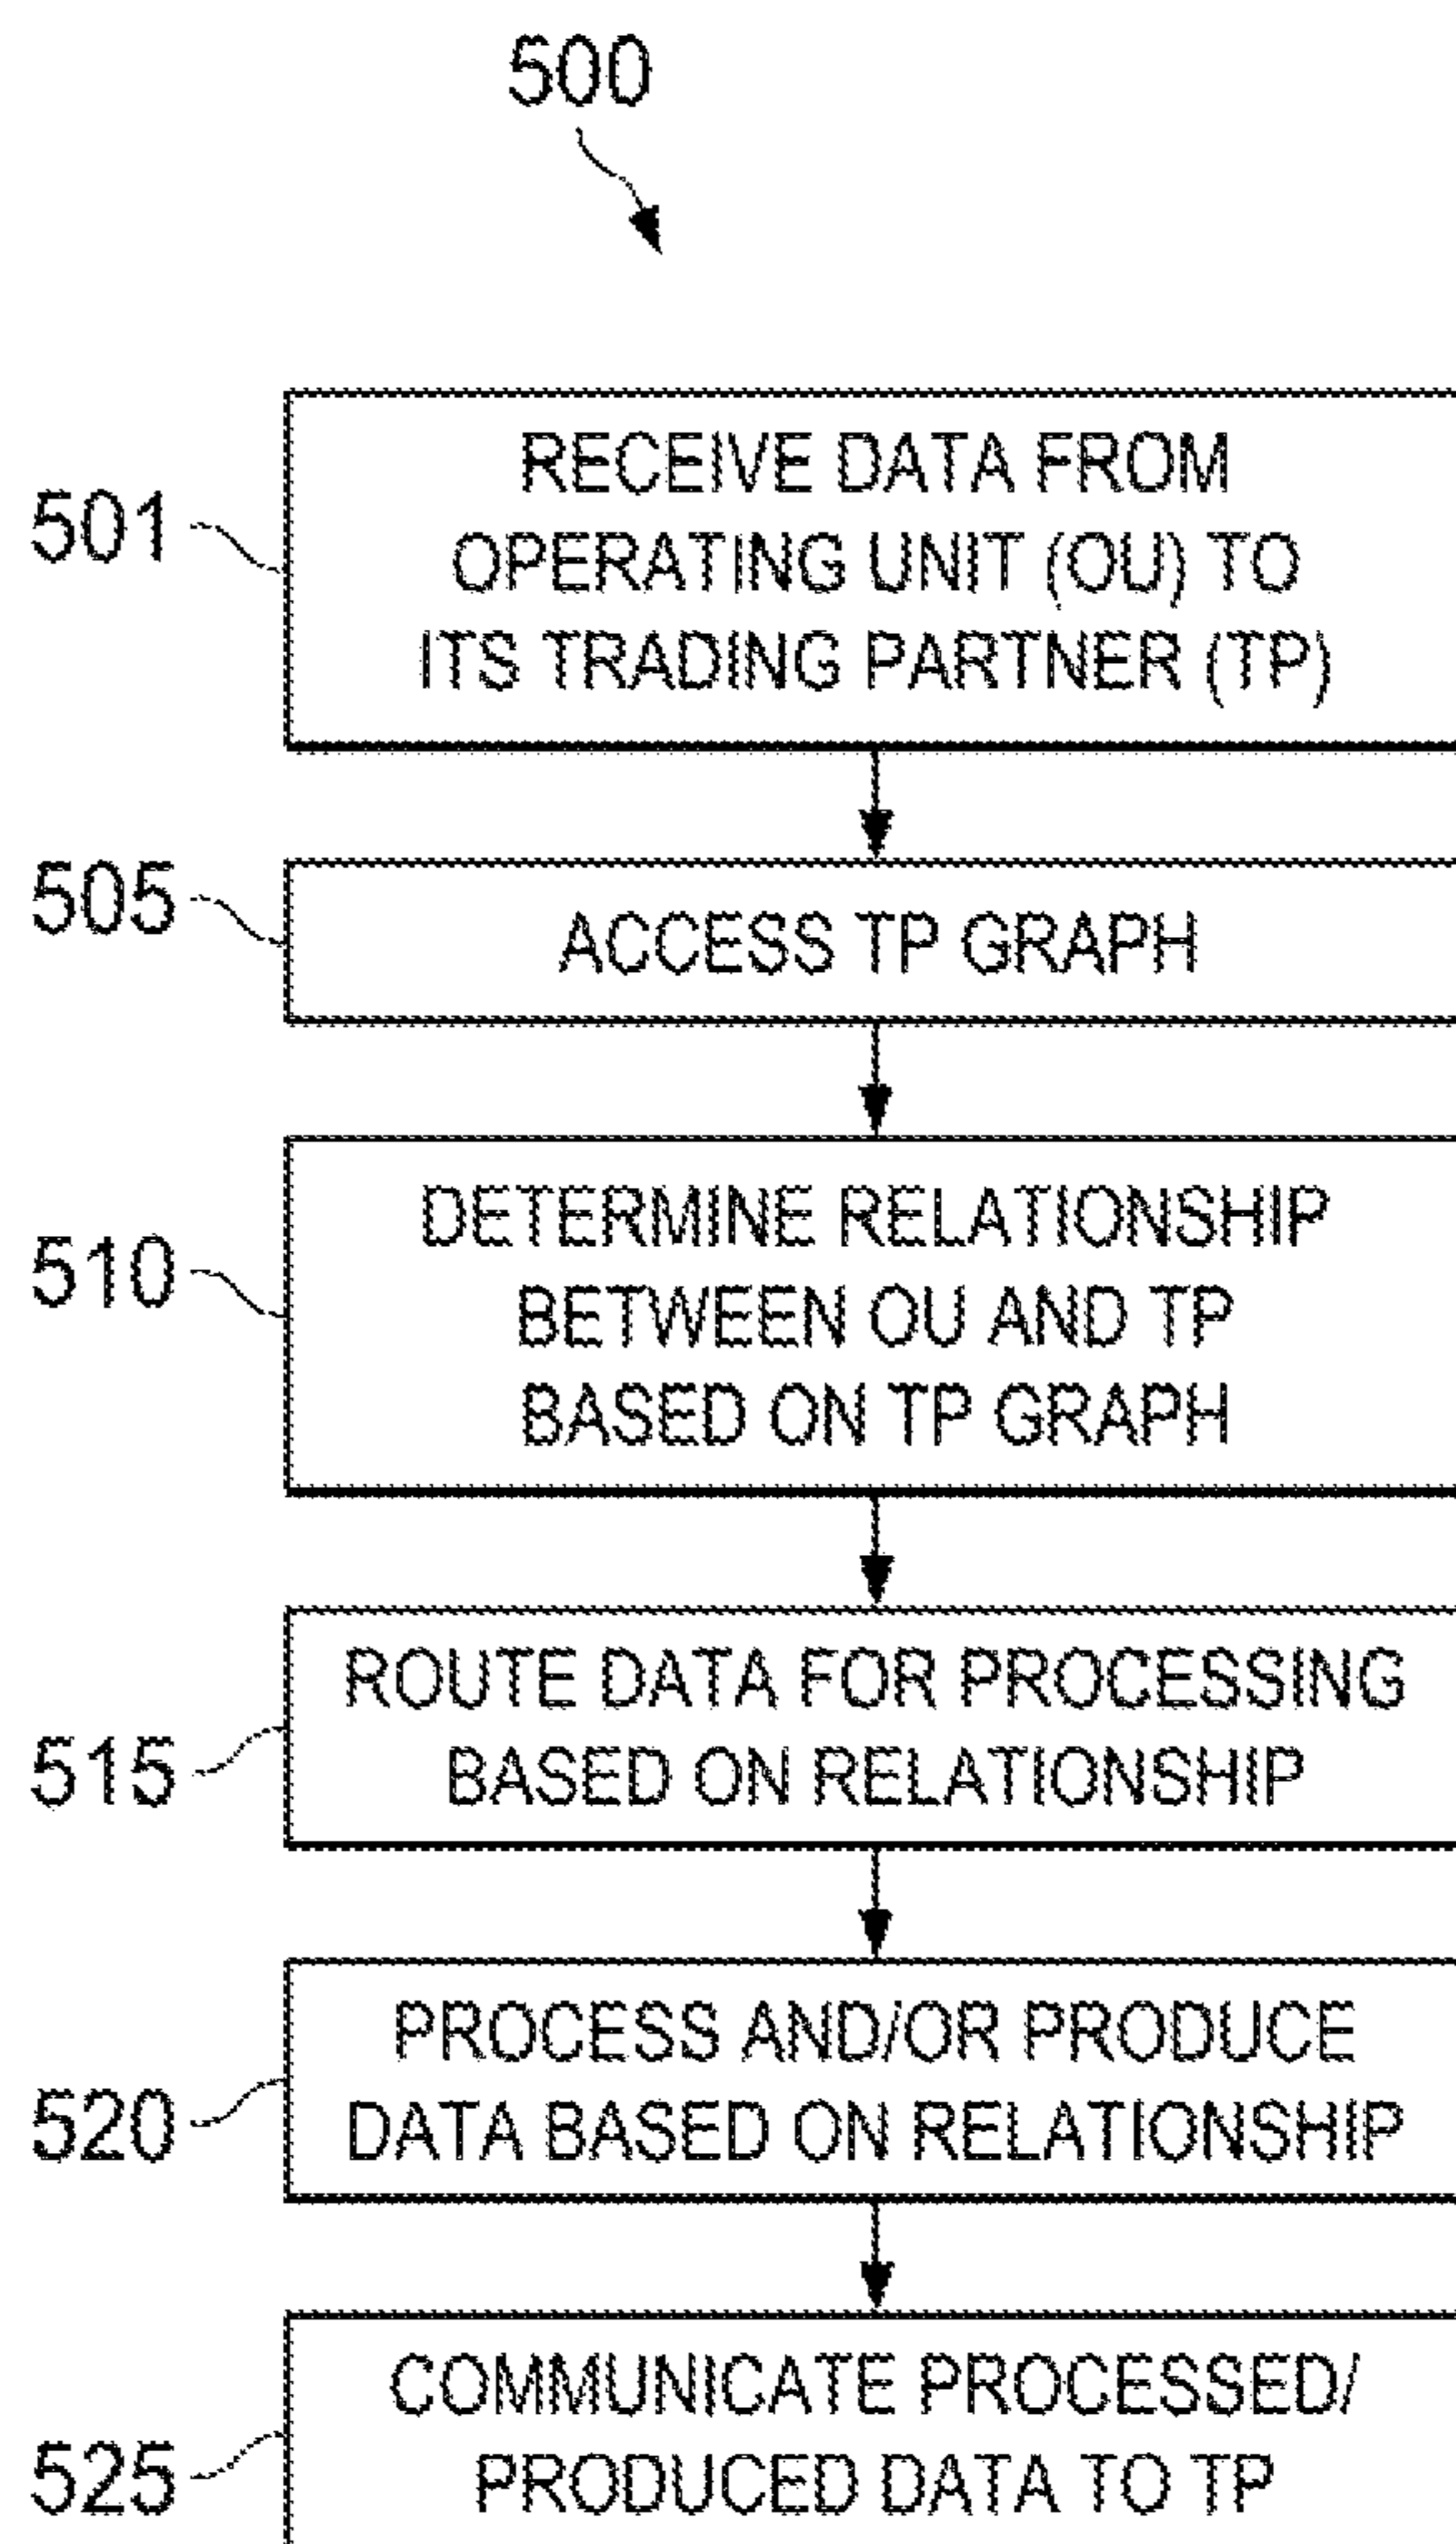 500
501
RECEIVE DATA FROM
OPERATING UNIT (OU) TO
ITS TRADING PARTNER (TP)
505
ACCESS TP GRAPH
510
DETERMINE RELATIONSHIP
BETWEEN OU AND TP
BASED ON TP GRAPH
515
ROUTE DATA FOR PROCESSING
BASED ON RELATIONSHIP
520
PROCESS AND/OR PRODUCE
DATA BASED ON RELATIONSHIP
525
COMMUNICATE PROCESSED/
PRODUCED DATA TO TP